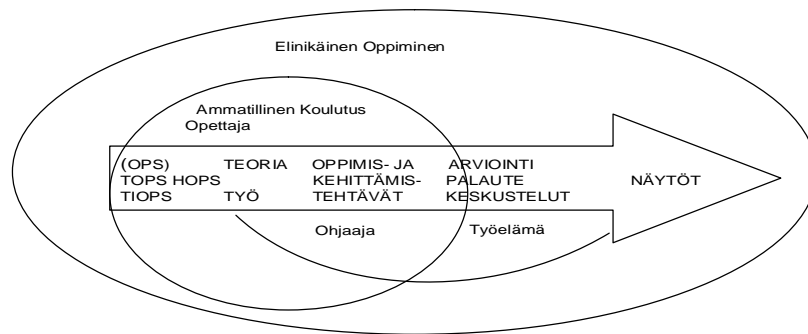 Elinikäinen Oppiminen
Ammatillinen Koulutus
Opettaja
(OPS) TEORIA OPPIMIS- JA ARVIOINTI
TOPS HOPS KEHITTÄMIS- PALAUTE NÄYTÖT
TIOPS TYÖ TEHTÄVÄT KESKUSTELUT
Ohjaaja Työelämä